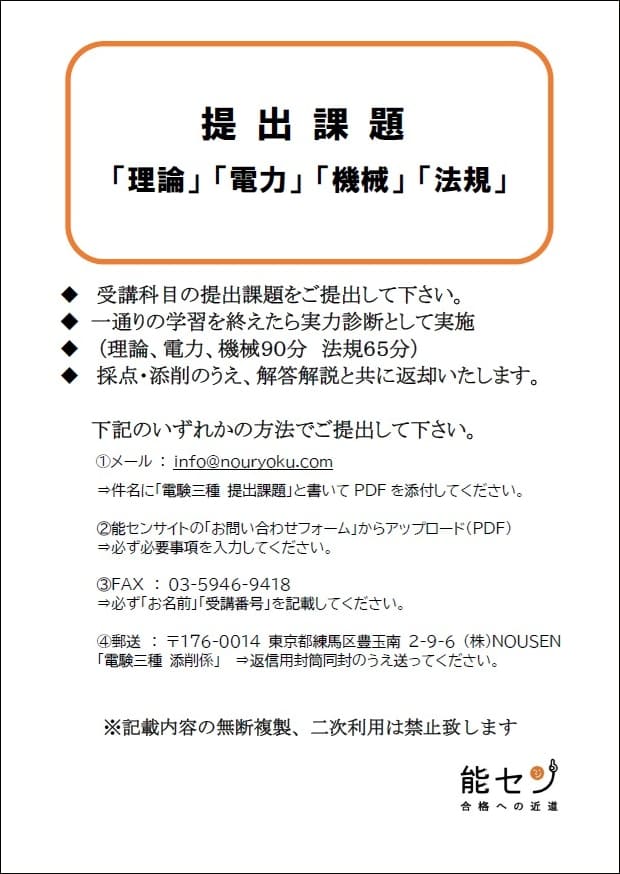 提出課題
「理論」「電力」「機械」「法規」
◆ 受講科目の提出課題をご提出して下さい。
◆ 一通りの学習を終えたら実力診断として実施
◆ （理論、電力、機械90分　法規65分）
◆ 採点・添削のうえ、解答解説と共に返却いたします。
下記のいずれかの方法でご提出して下さい。
①メール ： info@nouryoku.com
⇒件名に「電験三種 提出課題」と書いて PDF を添付してください。
②能センサイトの「お問い合わせフォーム」からアップロード（PDF）
⇒必ず必要事項を入力してください。
③FAX ： 03-5946-9418
⇒必ず「お名前」「受講番号」を記載してください。
④郵送 ： 〒176-0014 東京都練馬区豊玉南 2-9-6 （株）NOUSEN
「電験三種 添削係」 ⇒返信用封筒同封のうえ送ってください。
※記載内容の無断複製、二次利用は禁止致します
能セン
合格への近道